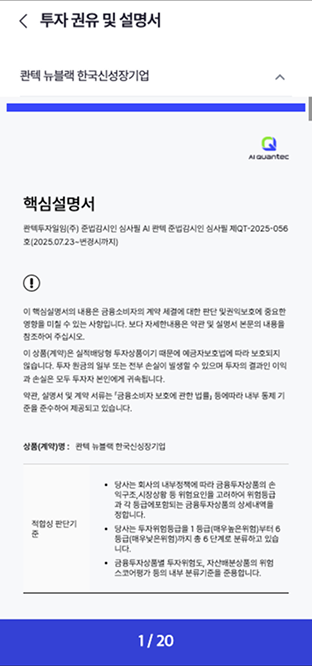 투자 권유 및 설명서
콴텍 뉴블랙 한국신성장기업
AI quantec
핵심설명서
콴텍투자일임(주) 준법감시인 심사필 AI 콴텍 준법감시인 심사필 제QT-2025-056
호(2025.07.23~변경시까지)
이 핵심설명서의 내용은 금융소비자의 계약 체결에 대한 판단 및권익보호에 중요한
영향을 미칠 수 있는 사항입니다. 보다 자세한내용은 약관 및 설명서 본문의 내용을
참조하여 주십시오.
이 상품(계약)은 실적배당형 투자상품이기 때문에 예금자보호법에 따라 보호되지
않습니다. 투자 원금의 일부 또는 전부 손실이 발생할 수 있으며 투자의 결과인 이익
과 손실은 모두 투자자 본인에게 귀속됩니다.
약관, 설명서 및 계약 서류는 「금융소비자 보호에 관한 법률」 등에따라 내부 통제 기
준을 준수하여 제공되고 있습니다.
상품(계약)명 : 콴텍 뉴블랙 한국신성장기업
적합성 판단기
준
• 당사는 회사의 내부정책에 따라 금융투자상품의 손
익구조,시장상황 등 위험요인을 고려하여 위험등급
과 각 등급에포함되는 금융투자상품의 상세내역을
정합니다.
• 당사는 투자위험등급을 1 등급(매우높은위험)부터 6
등급(매우낮은위험)까지 총 6 단계로 분류하고 있습
니다.
• 금융투자상품별 투자위험도, 자산배분상품의 위험
스코어평가 등의 내부 분류기준을 준용합니다.
1 / 20